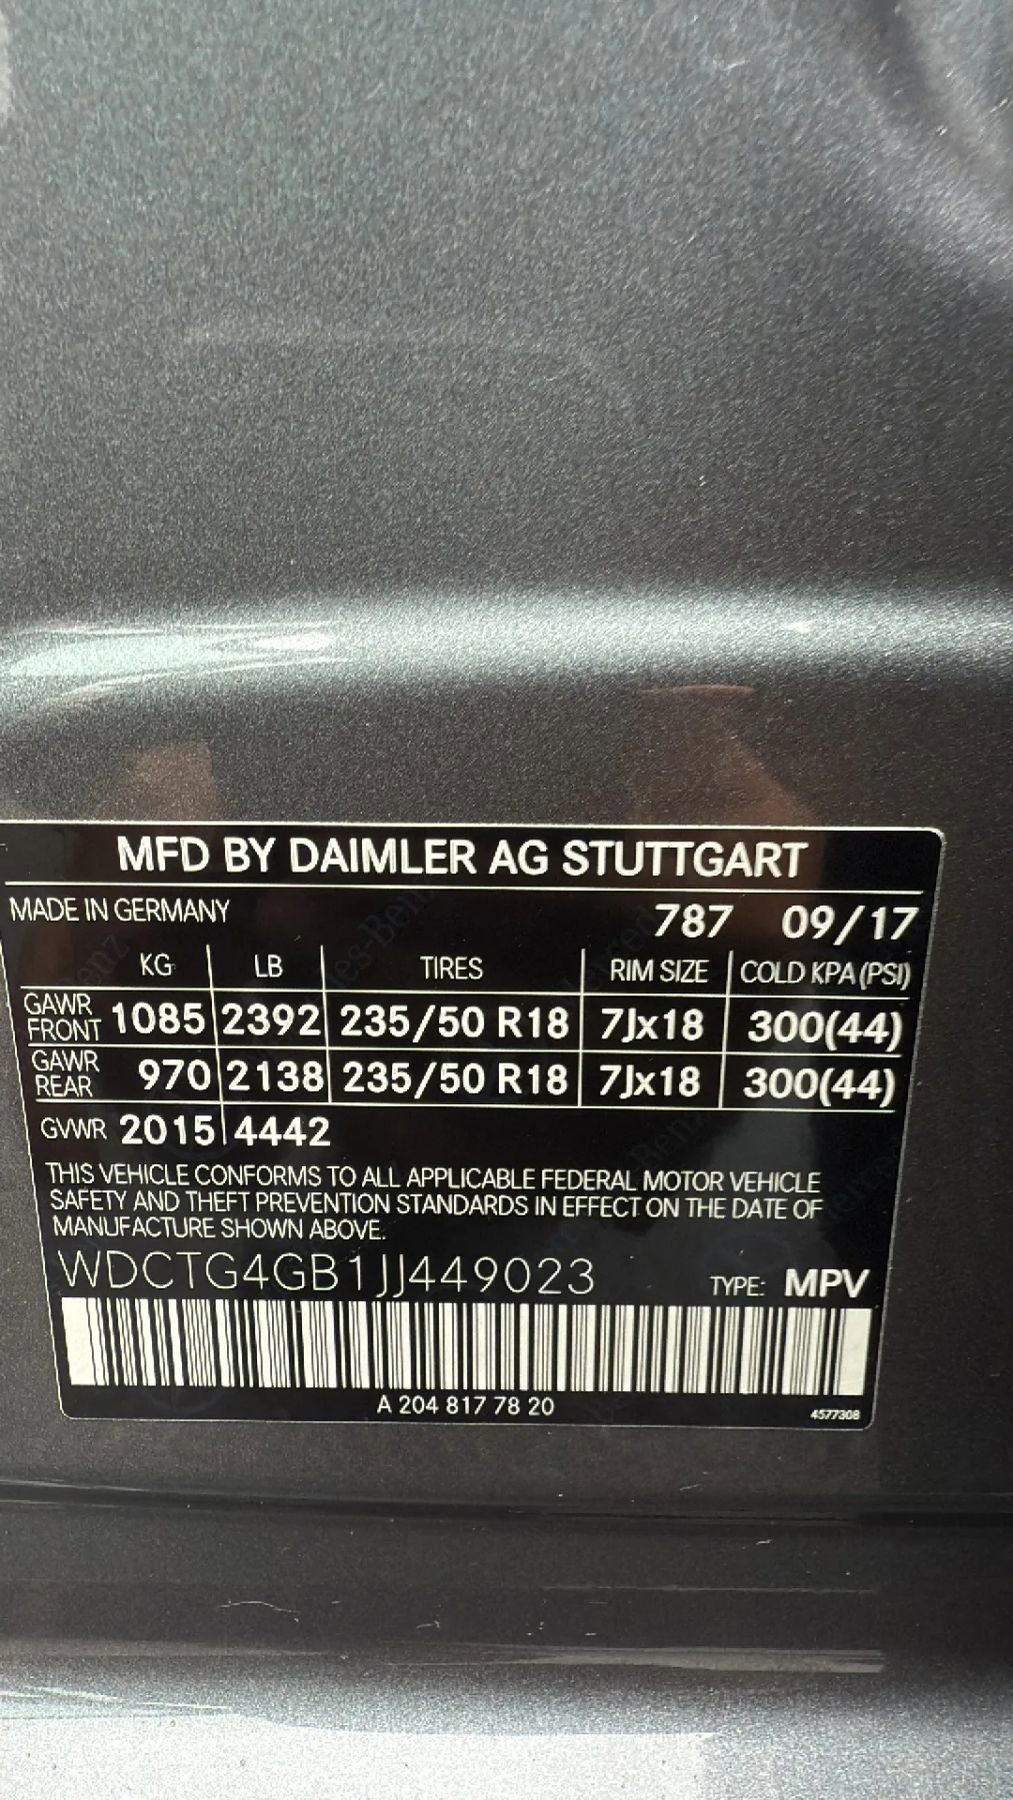 MFD BY DAIMLER AG STUTTGART
MADE IN GERMANY 787 09/17
KG LB TIRES RIM SIZE COLD KPA (PSI)
GAWR FRONT 1085 2392 235/50 R18 7Jx18 300(44)
GAWR REAR 970 2138 235/50 R18 7Jx18 300(44)
GVWR 2015 4442
THIS VEHICLE CONFORMS TO ALL APPLICABLE FEDERAL MOTOR VEHICLE
SAFETY AND THEFT PREVENTION STANDARDS IN EFFECT ON THE DATE OF
MANUFACTURE SHOWN ABOVE.
WDCTG4GB1JJ449023 TYPE: MPV
A 204 817 78 20
4577308